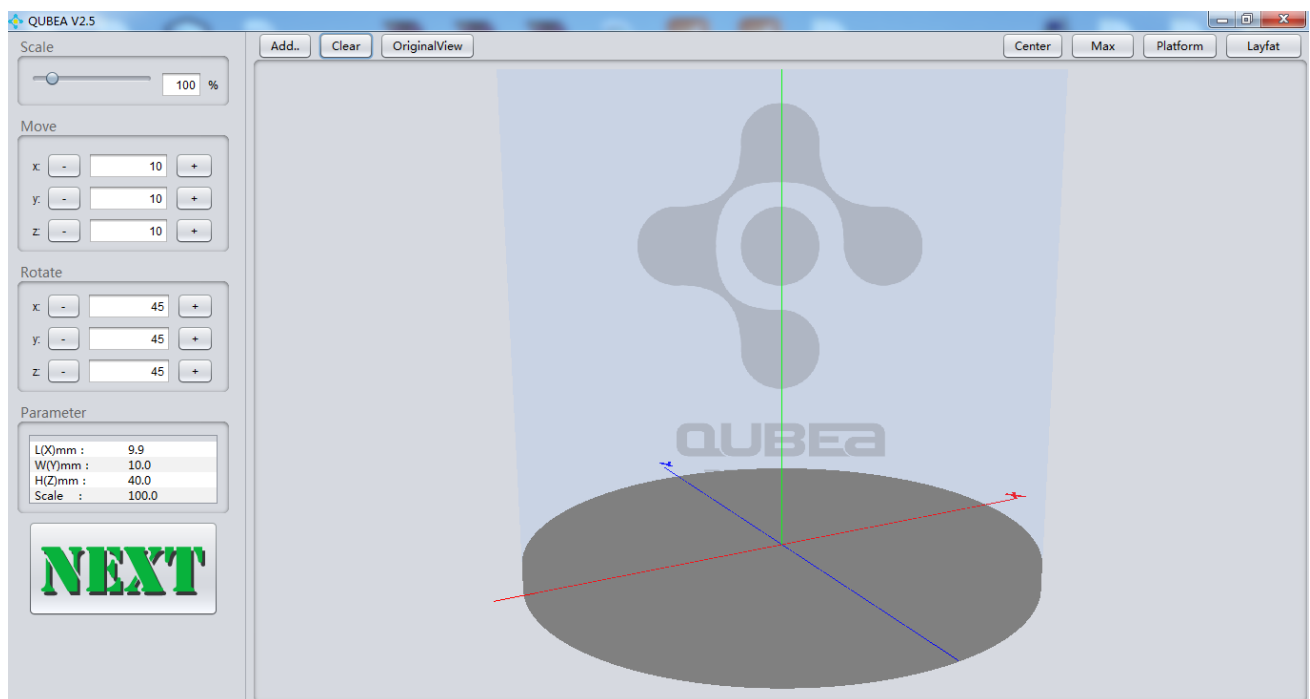 QUBEA V2.5
Scale
100 %
Move
x: - 10 +
y: - 10 +
z: - 10 +
Rotate
x: - 45 +
y: - 45 +
z: - 45 +
Parameter
L(X)mm : 9.9
W(Y)mm : 10.0
H(Z)mm : 40.0
Scale : 100.0
NEXT
Add.. Clear OriginalView Center Max Platform Layfat
QUBEa